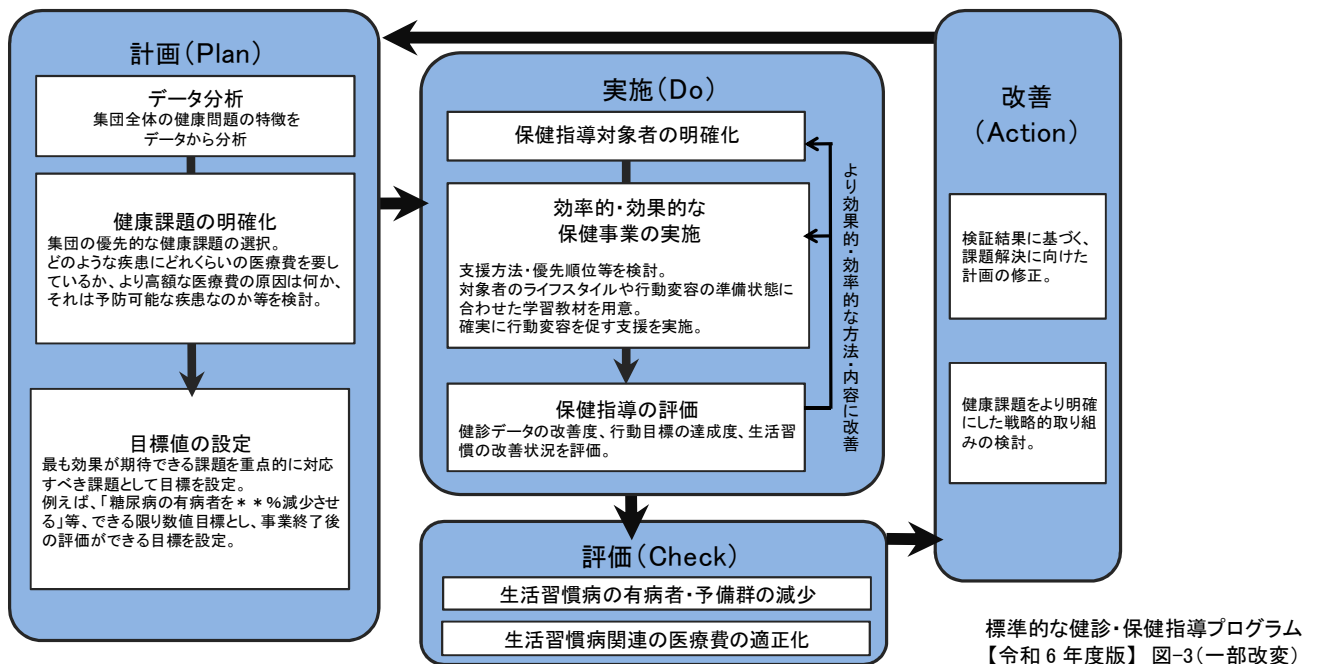 計画（Plan）
データ分析
集団全体の健康問題の特徴を
データから分析
健康課題の明確化
集団の優先的な健康課題の選択。
どのような疾患にどれくらいの医療費を要し
ているか、より高額な医療費の原因は何か、
それは予防可能な疾患なのか等を検討。
目標値の設定
最も効果が期待できる課題を重点的に対応
すべき課題として目標を設定。
例えば、「糖尿病の有病者を＊＊％減少させ
る」等、できる限り数値目標とし、事業終了後
の評価ができる目標を設定。
実施（Do）
保健指導対象者の明確化
効率的・効果的な
保健事業の実施
支援方法・優先順位等を検討。
対象者のライフスタイルや行動変容の準備状態に
合わせた学習教材を用意。
確実に行動変容を促す支援を実施。
保健指導の評価
健診データの改善度、行動目標の達成度、生活習
慣の改善状況を評価。
より効果的・効率的な方法・内容に改善
評価（Check）
生活習慣病の有病者・予備群の減少
生活習慣病関連の医療費の適正化
改善
（Action）
検証結果に基づく、
課題解決に向けた
計画の修正。
健康課題をより明確
にした戦略的取り組
みの検討。
標準的な健診・保健指導プログラム
【令和６年度版】 図-3（一部改変）